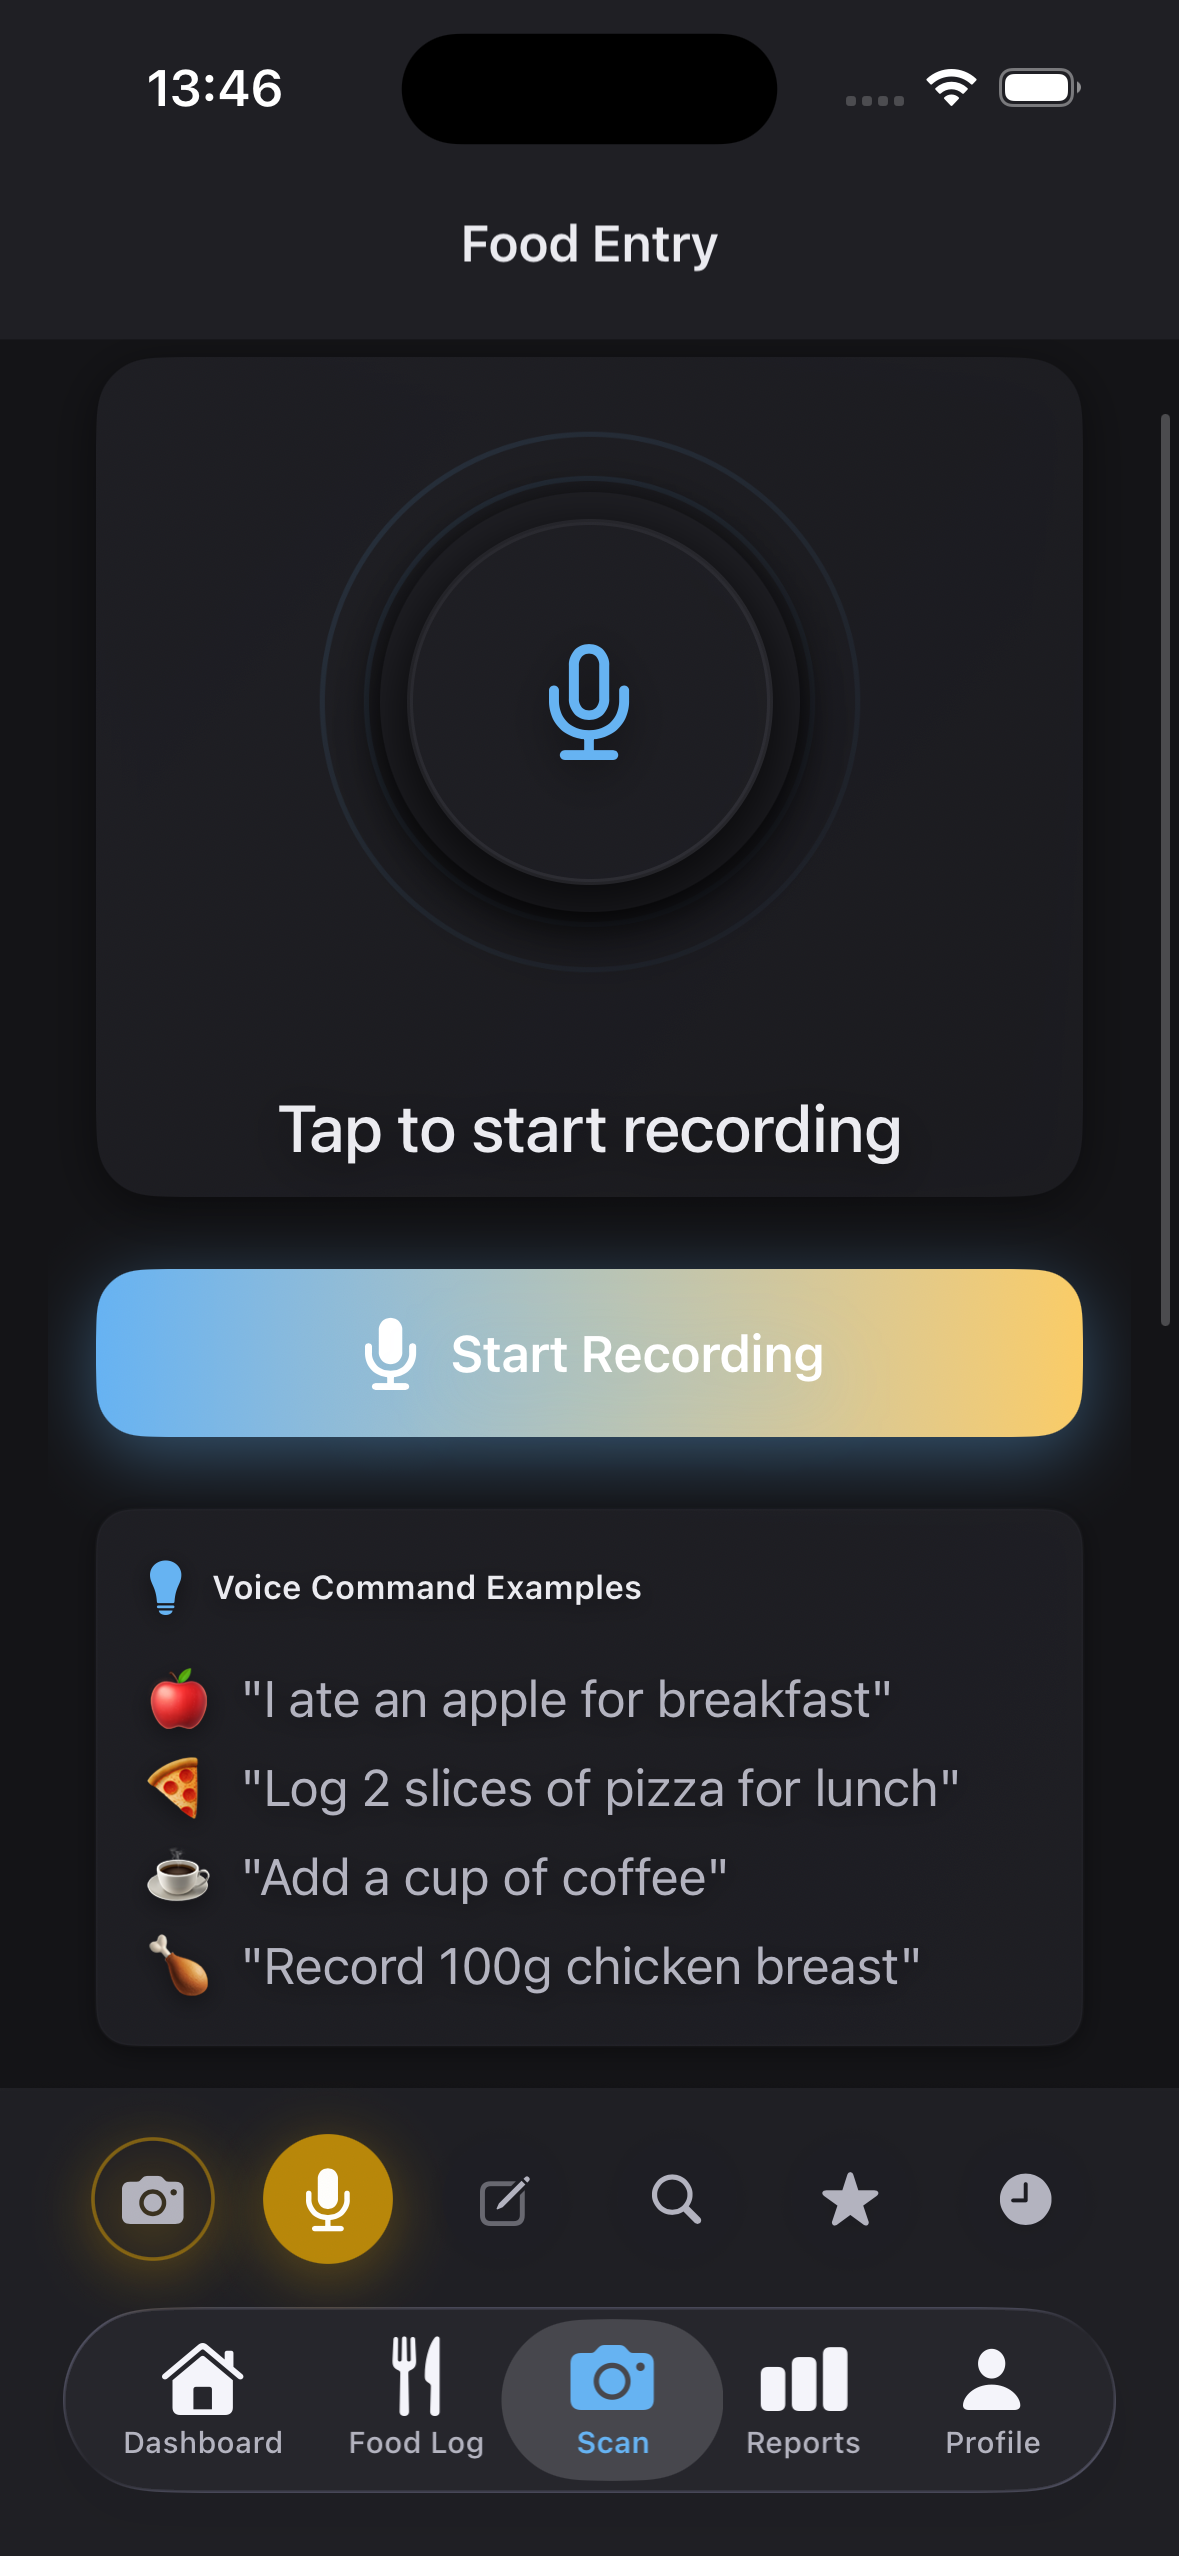 13:46
Food Entry
Tap to start recording
Start Recording
Voice Command Examples
"I ate an apple for breakfast"
"Log 2 slices of pizza for lunch"
"Add a cup of coffee"
"Record 100g chicken breast"
Dashboard Food Log Scan Reports Profile